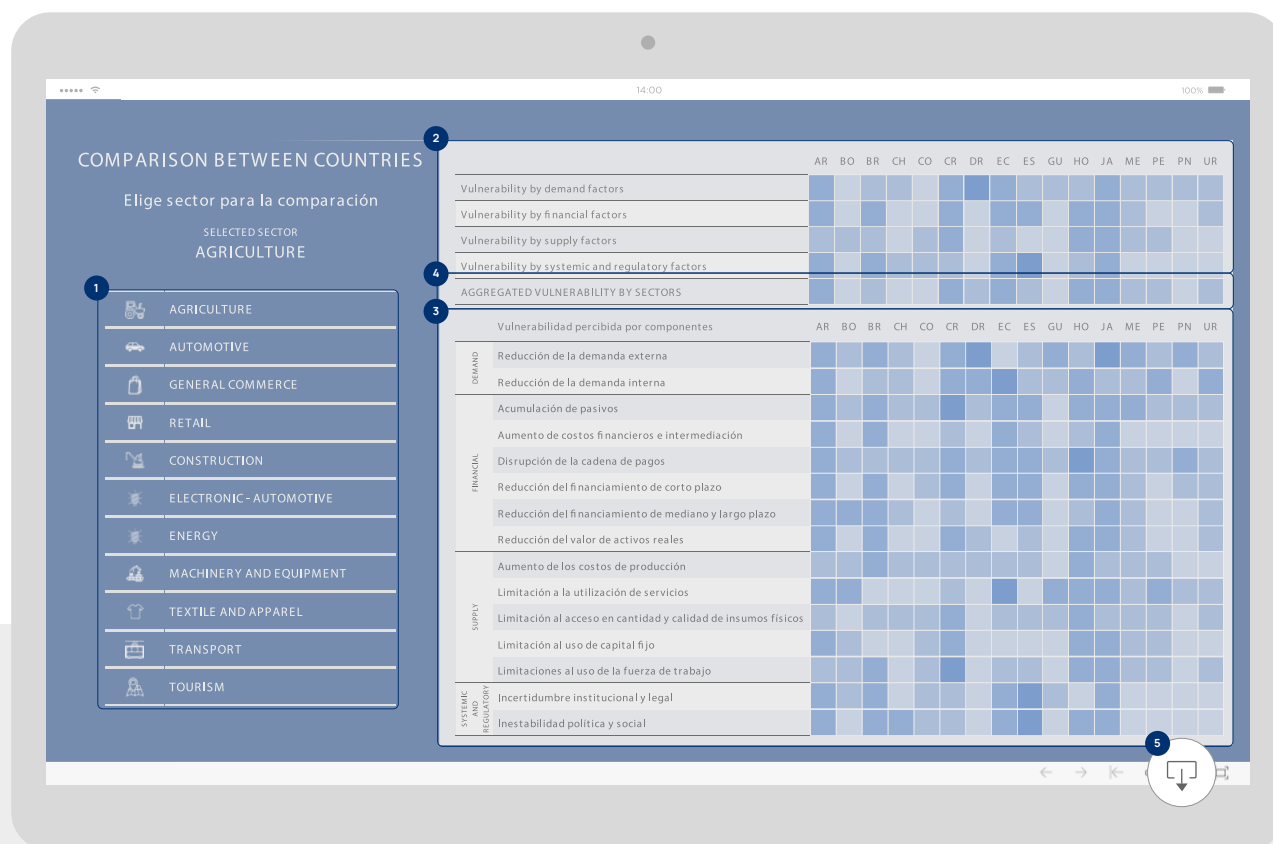 14:00
100%
COMPARISON BETWEEN COUNTRIES
Elige sector para la comparación
SELECTED SECTOR
AGRICULTURE
1
AGRICULTURE
AUTOMOTIVE
GENERAL COMMERCE
RETAIL
CONSTRUCTION
ELECTRONIC - AUTOMOTIVE
ENERGY
MACHINERY AND EQUIPMENT
TEXTILE AND APPAREL
TRANSPORT
TOURISM
2
AR BO BR CH CO CR DR EC ES GU HO JA ME PE PN UR
Vulnerability by demand factors
Vulnerability by financial factors
Vulnerability by supply factors
Vulnerability by systemic and regulatory factors
4
AGGREGATED VULNERABILITY BY SECTORS
3
Vulnerabilidad percibida por componentes AR BO BR CH CO CR DR EC ES GU HO JA ME PE PN UR
DEMAND
Reducción de la demanda externa
Reducción de la demanda interna
FINANCIAL
Acumulación de pasivos
Aumento de costos financieros e intermediación
Disrupción de la cadena de pagos
Reducción del financiamiento de corto plazo
Reducción del financiamiento de mediano y largo plazo
Reducción del valor de activos reales
SUPPLY
Aumento de los costos de producción
Limitación a la utilización de servicios
Limitación al acceso en cantidad y calidad de insumos físicos
Limitación al uso de capital fijo
Limitaciones al uso de la fuerza de trabajo
SYSTEMIC
AND
REGULATORY
Incertidumbre institucional y legal
Inestabilidad política y social
5